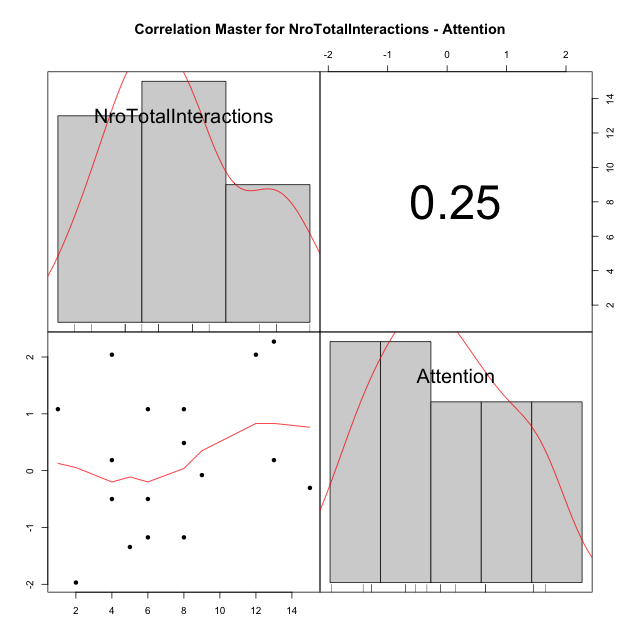 Correlation Master for NroTotalInteractions - Attention
-2 -1 0 1 2
NroTotalInteractions
0.25
14
12
10
8
6
4
2
2
1
0
-1
-2
Attention
2 4 6 8 10 12 14